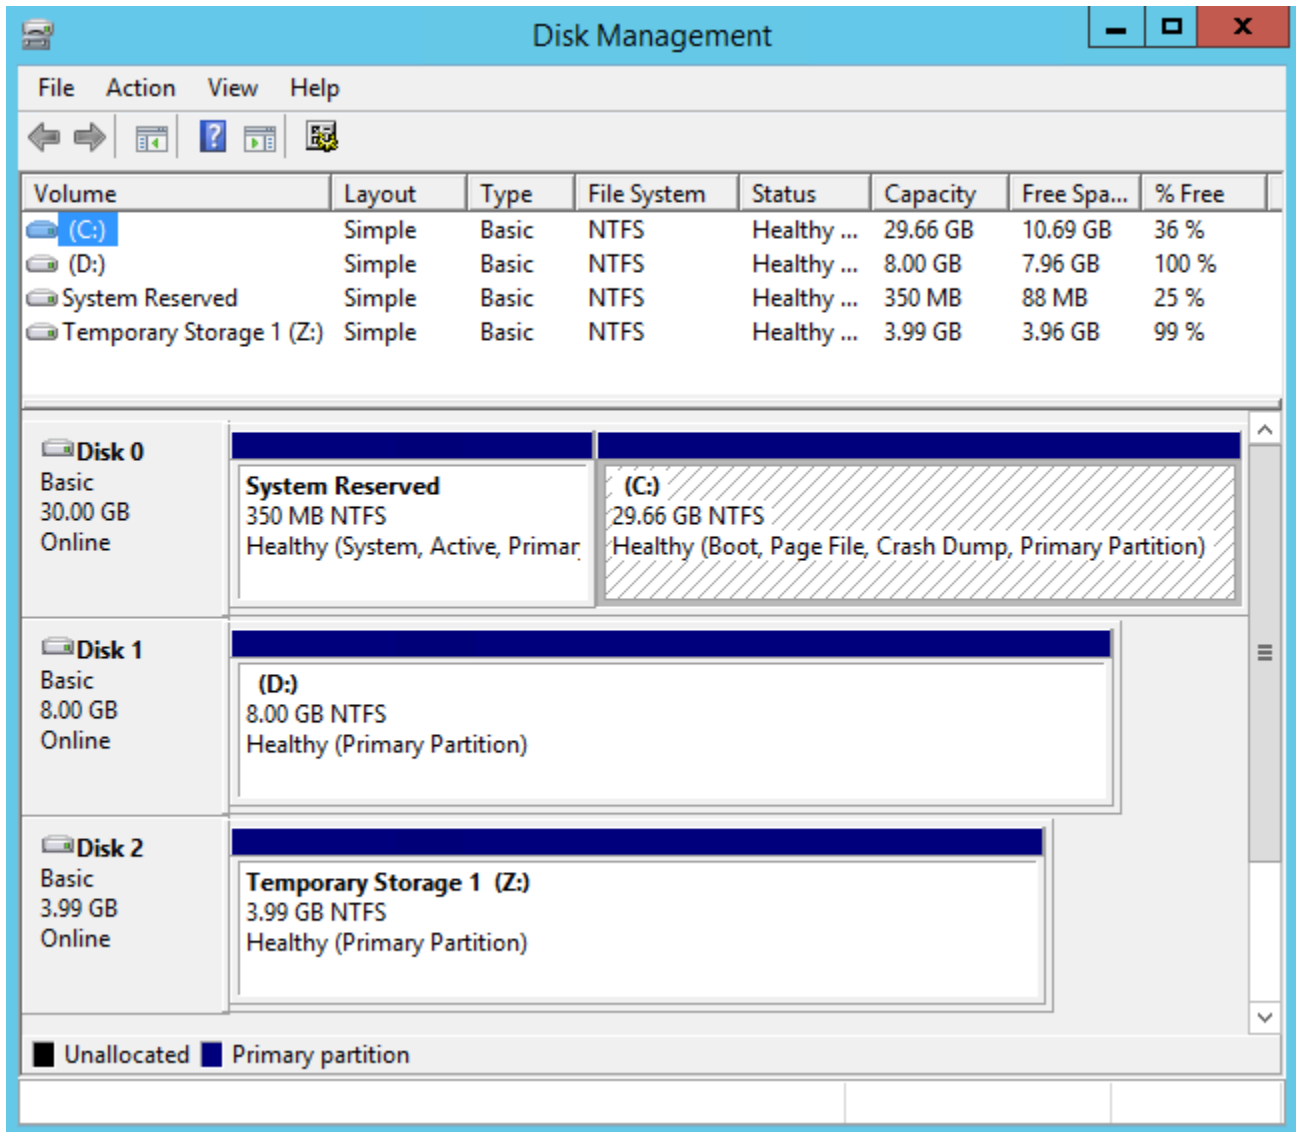 Disk Management
File Action View Help
Volume Layout Type File System Status Capacity Free Spa... % Free
(C:) Simple Basic NTFS Healthy ... 29.66 GB 10.69 GB 36 %
(D:) Simple Basic NTFS Healthy ... 8.00 GB 7.96 GB 100 %
System Reserved Simple Basic NTFS Healthy ... 350 MB 88 MB 25 %
Temporary Storage 1 (Z:) Simple Basic NTFS Healthy ... 3.99 GB 3.96 GB 99 %
Disk 0
Basic
30.00 GB
Online
System Reserved
350 MB NTFS
Healthy (System, Active, Primar
(C:)
29.66 GB NTFS
Healthy (Boot, Page File, Crash Dump, Primary Partition)
Disk 1
Basic
8.00 GB
Online
(D:)
8.00 GB NTFS
Healthy (Primary Partition)
Disk 2
Basic
3.99 GB
Online
Temporary Storage 1 (Z:)
3.99 GB NTFS
Healthy (Primary Partition)
Unallocated Primary partition